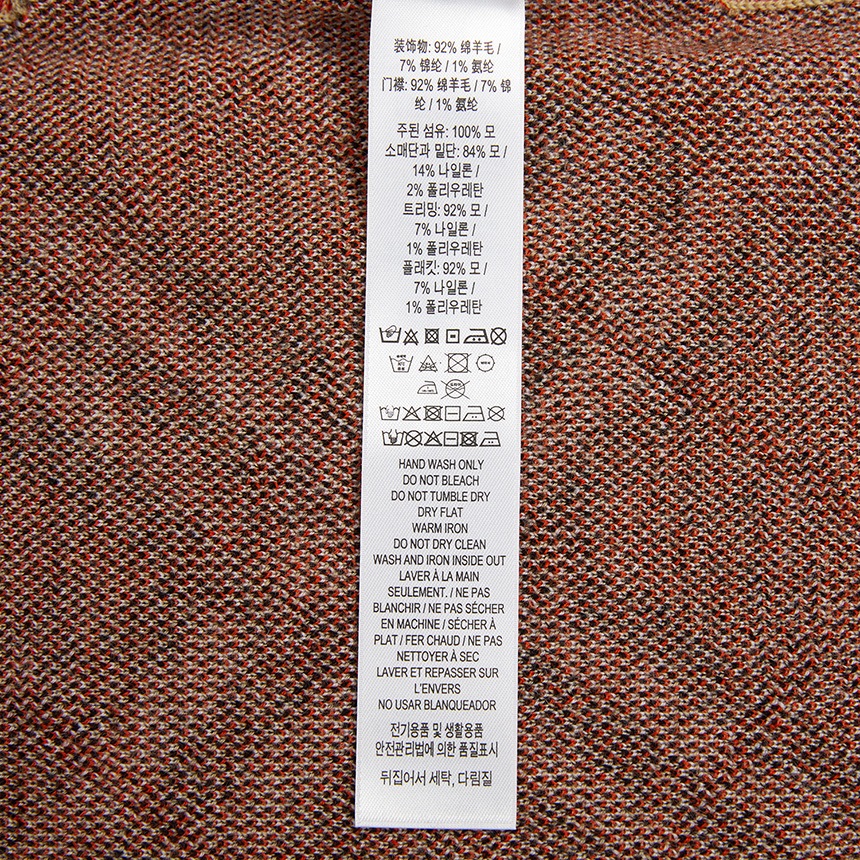 装饰物: 92% 绵羊毛 /
7% 锦纶 / 1% 氨纶
门襟: 92% 绵羊毛 / 7% 锦
纶 / 1% 氨纶
주된 섬유: 100% 모
소매단과 밑단: 84% 모 /
14% 나일론 /
2% 폴리우레탄
트리밍: 92% 모 /
7% 나일론 /
1% 폴리우레탄
플래킷: 92% 모 /
7% 나일론 /
1% 폴리우레탄
HAND WASH ONLY
DO NOT BLEACH
DO NOT TUMBLE DRY
DRY FLAT
WARM IRON
DO NOT DRY CLEAN
WASH AND IRON INSIDE OUT
LAVER À LA MAIN
SEULEMENT. / NE PAS
BLANCHIR / NE PAS SÉCHER
EN MACHINE / SÉCHER À
PLAT / FER CHAUD / NE PAS
NETTOYER À SEC
LAVER ET REPASSER SUR
L'ENVERS
NO USAR BLANQUEADOR
전기용품 및 생활용품
안전관리법에 의한 품질표시
뒤집어서 세탁, 다림질